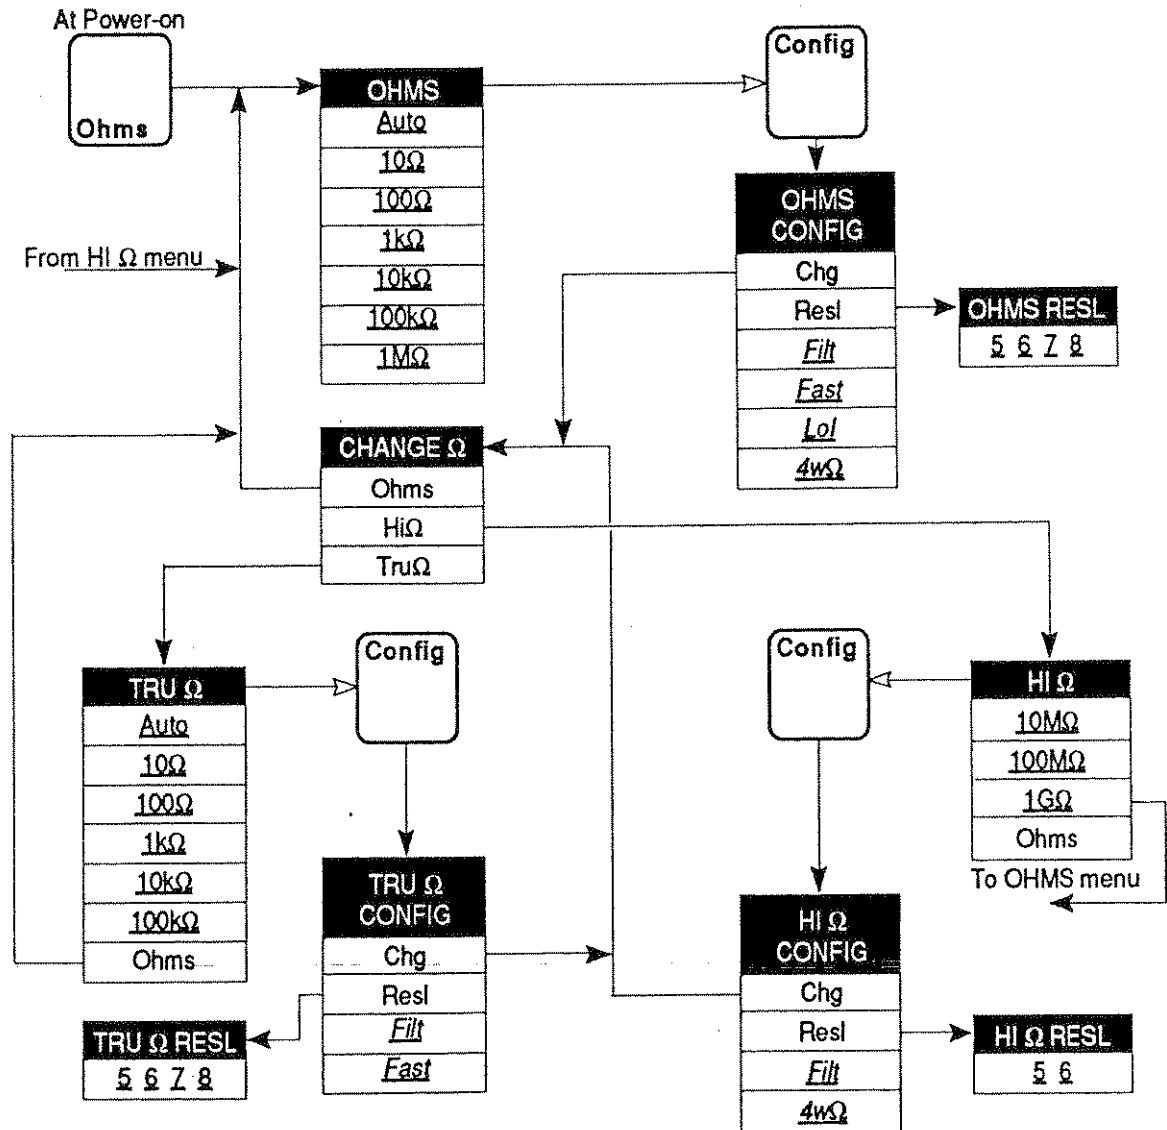 At Power-on
Ohms
OHMS
Auto
10Ω
100Ω
1kΩ
10kΩ
100kΩ
1MΩ
Config
OHMS
CONFIG
Chg
Resl
Filt
Fast
LoI
4wΩ
OHMS RESL
5 6 7 8
From HI Ω menu
CHANGE Ω
Ohms
HiΩ
TruΩ
TRU Ω
Auto
10Ω
100Ω
1kΩ
10kΩ
100kΩ
Ohms
Config
TRU Ω
CONFIG
Chg
Resl
Filt
Fast
TRU Ω RESL
5 6 7 8
Config
HI Ω
10MΩ
100MΩ
1GΩ
Ohms
To OHMS menu
HI Ω
CONFIG
Chg
Resl
Filt
4wΩ
HI Ω RESL
5 6